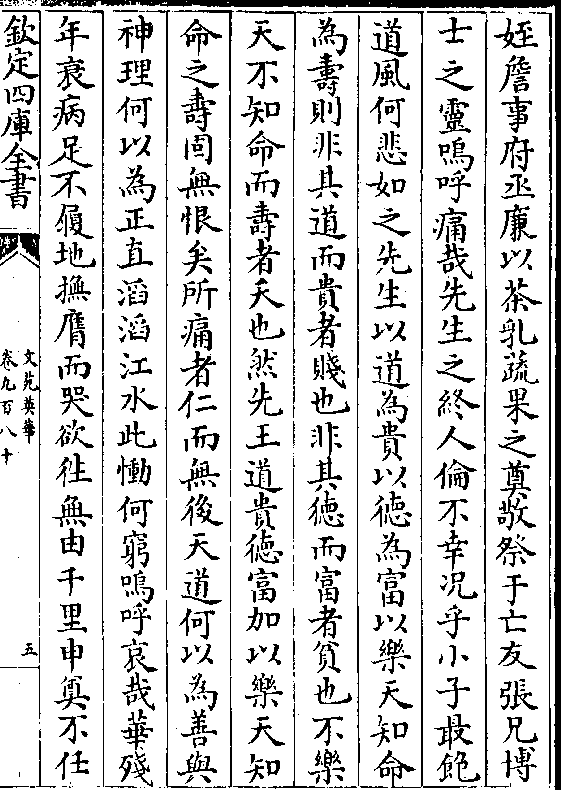 姪詹事府丞㢘以茶乳蔬果之奠敬祭于亡友張兄博
士之靈嗚呼痛哉先生之終人倫不幸况乎小子最飽
道風何悲如之先生以道為貴以徳為富以樂天知命
為壽則非其道而貴者賤也非其徳而富者貧也不樂
天不知命而壽者夭也然先王道貴徳富加以樂天知
命之壽固無恨矣所痛者仁而無後天道何以為善與
神理何以為正直滔滔江水此慟何窮嗚呼哀哉華殘
年衰病足不履地撫膺而哭欲徃無由千里申奠不任
欽定四庫全書
文苑英華
卷九百八十
五